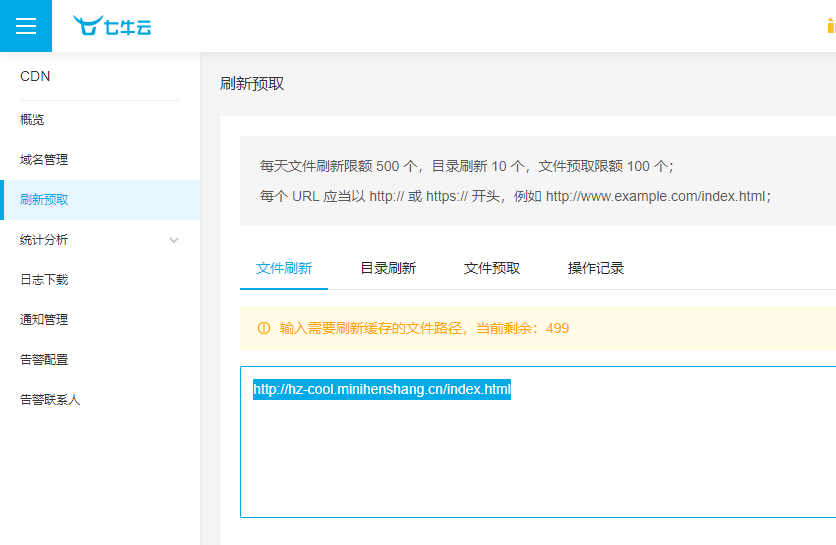 七牛云
CDN
概览
域名管理
刷新预取
统计分析
日志下载
通知管理
告警配置
告警联系人
刷新预取
每天文件刷新限额 500 个，目录刷新 10 个，文件预取限额 100 个；
每个 URL 应当以 http:// 或 https:// 开头，例如 http://www.example.com/index.html；
文件刷新 目录刷新 文件预取 操作记录
输入需要刷新缓存的文件路径，当前剩余：499
http://hz-cool.minihenshang.cn/index.html